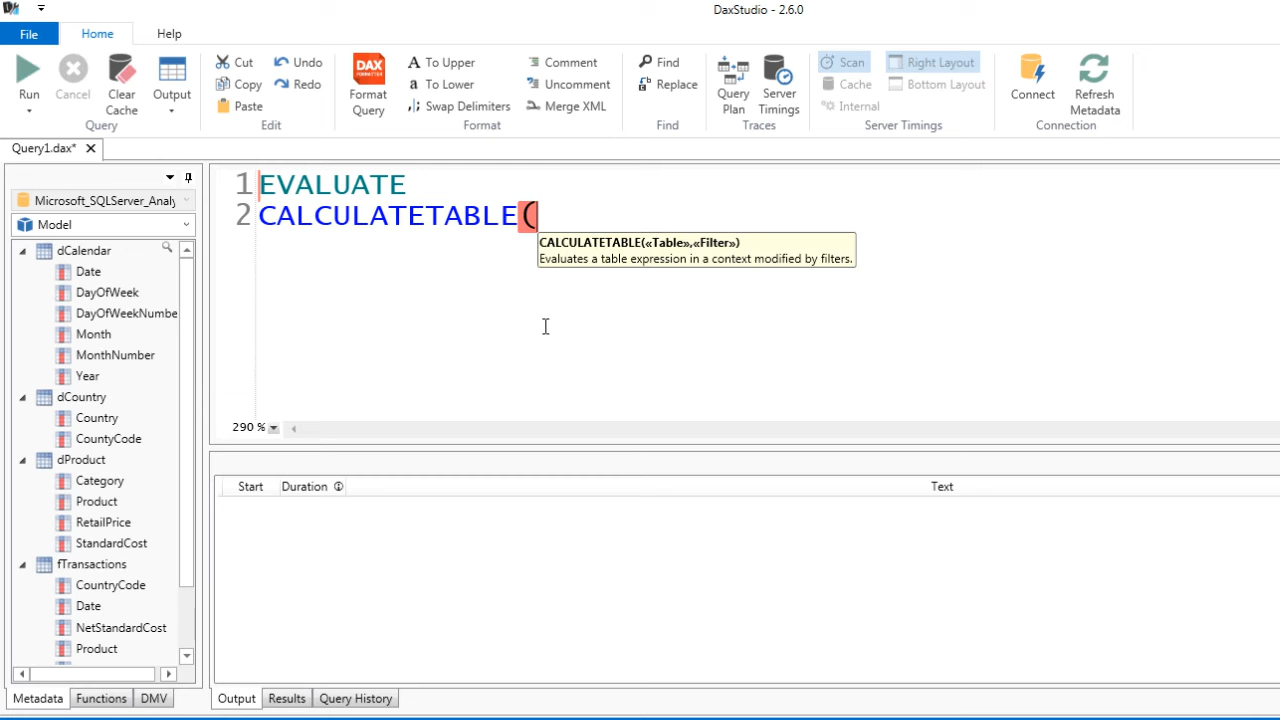 DaxStudio - 2.6.0
File
Home
Help
Run
Cancel
Clear Cache
Output
Query
Cut
Copy
Paste
Undo
Redo
Edit
DAX FORMATTER
Format Query
To Upper
To Lower
Swap Delimiters
Comment
Uncomment
Merge XML
Format
Find
Replace
Find
Query Plan
Server Timings
Traces
Scan
Cache
Internal
Right Layout
Bottom Layout
Server Timings
Connect
Refresh Metadata
Connection
Query1.dax*
Microsoft_SQLServer_Analy
Model
dCalendar
Date
DayOfWeek
DayOfWeekNumbe
Month
MonthNumber
Year
dCountry
Country
CountyCode
dProduct
Category
Product
RetailPrice
StandardCost
fTransactions
CountryCode
Date
NetStandardCost
Product
Metadata
Functions
DMV
1 EVALUATE
2 CALCULATETABLE(
CALCULATETABLE(«Table»,«Filter»)
Evaluates a table expression in a context modified by filters.
290 %
Start
Duration
Text
Output
Results
Query History